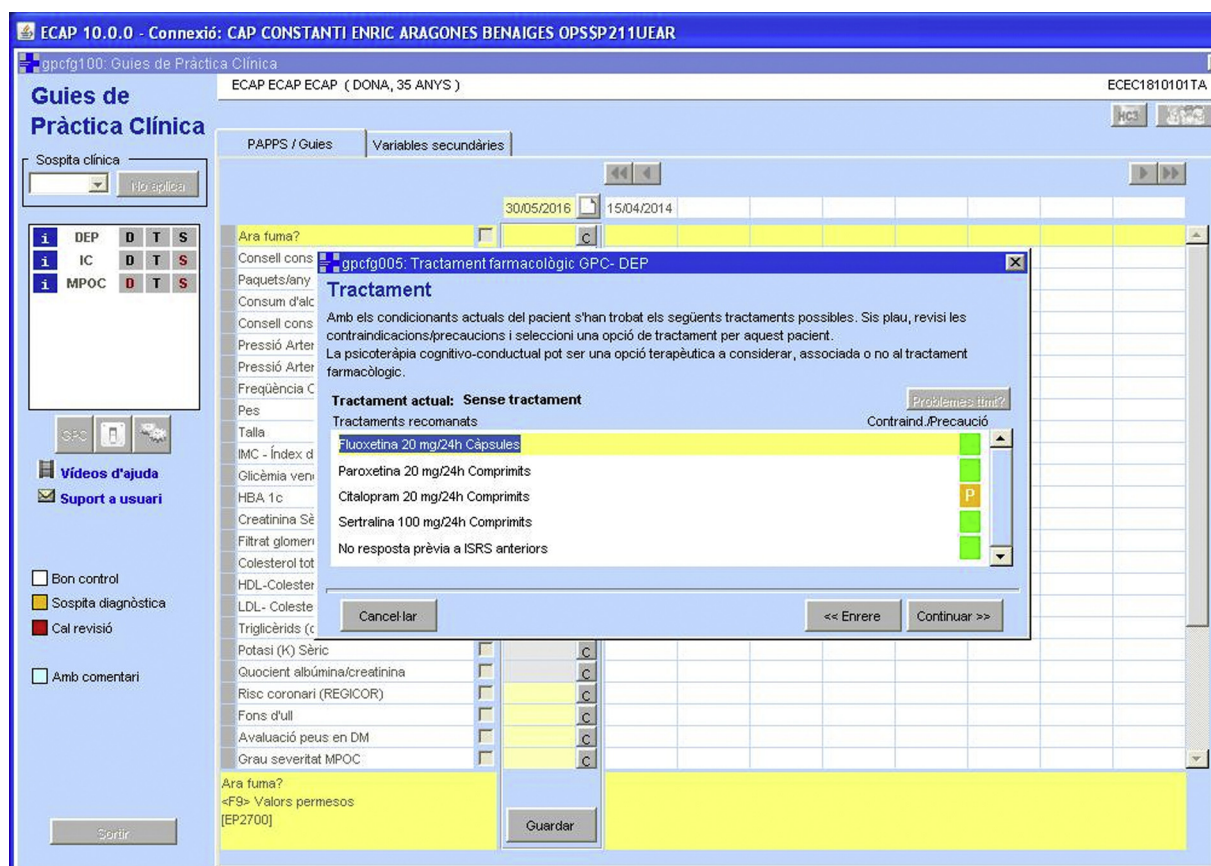 ECAP 10.0.0 - Connexió: CAP CONSTANTI ENRIC ARAGONES BENAIGES OPS$P211UEAR
gpcfg100: Guies de Pràctica Clínica
Guies de
Pràctica Clínica
ECAP ECAP ECAP ( DONA, 35 ANYS )
ECEC1810101TA
HC3
Sospita clínica
No aplica
PAPPS / Guies
Variables secundàries
30/05/2016
15/04/2014
i DEP D T S
i IC D T S
i MPOC D T S
GPC
Vídeos d'ajuda
Suport a usuari
Bon control
Sospita diagnòstica
Cal revisió
Amb comentari
Sortir
Ara fuma? C
Consell cons
Paquets/any
Consum d'alc
Consell cons
Pressió Arter
Pressió Arter
Freqüència C
Pes
Talla
IMC - Índex d
Glicèmia ven
HBA 1c
Creatinina Sè
Filtrat glomer
Colesterol tot
HDL-Colester
LDL- Coleste
Triglicèrids (c
Potasi (K) Sèric C
Quocient albúmina/creatinina C
Risc coronari (REGICOR) C
Fons d'ull C
Avaluació peus en DM C
Grau severitat MPOC C
gpcfg005: Tractament farmacològic GPC- DEP
Tractament
Amb els condicionants actuals del pacient s'han trobat els següents tractaments possibles. Sis plau, revisi les
contraindicacions/precaucions i seleccioni una opció de tractament per aquest pacient.
La psicoteràpia cognitivo-conductual pot ser una opció terapèutica a considerar, associada o no al tractament
farmacòlogic.
Tractament actual: Sense tractament
Problemes ttmt?
Tractaments recomanats
Contraind./Precaució
Fluoxetina 20 mg/24h Càpsules
Paroxetina 20 mg/24h Comprimits
Citalopram 20 mg/24h Comprimits P
Sertralina 100 mg/24h Comprimits
No resposta prèvia a ISRS anteriors
Cancel·lar
<< Enrere
Continuar >>
Ara fuma?
<F9> Valors permesos
[EP2700]
Guardar